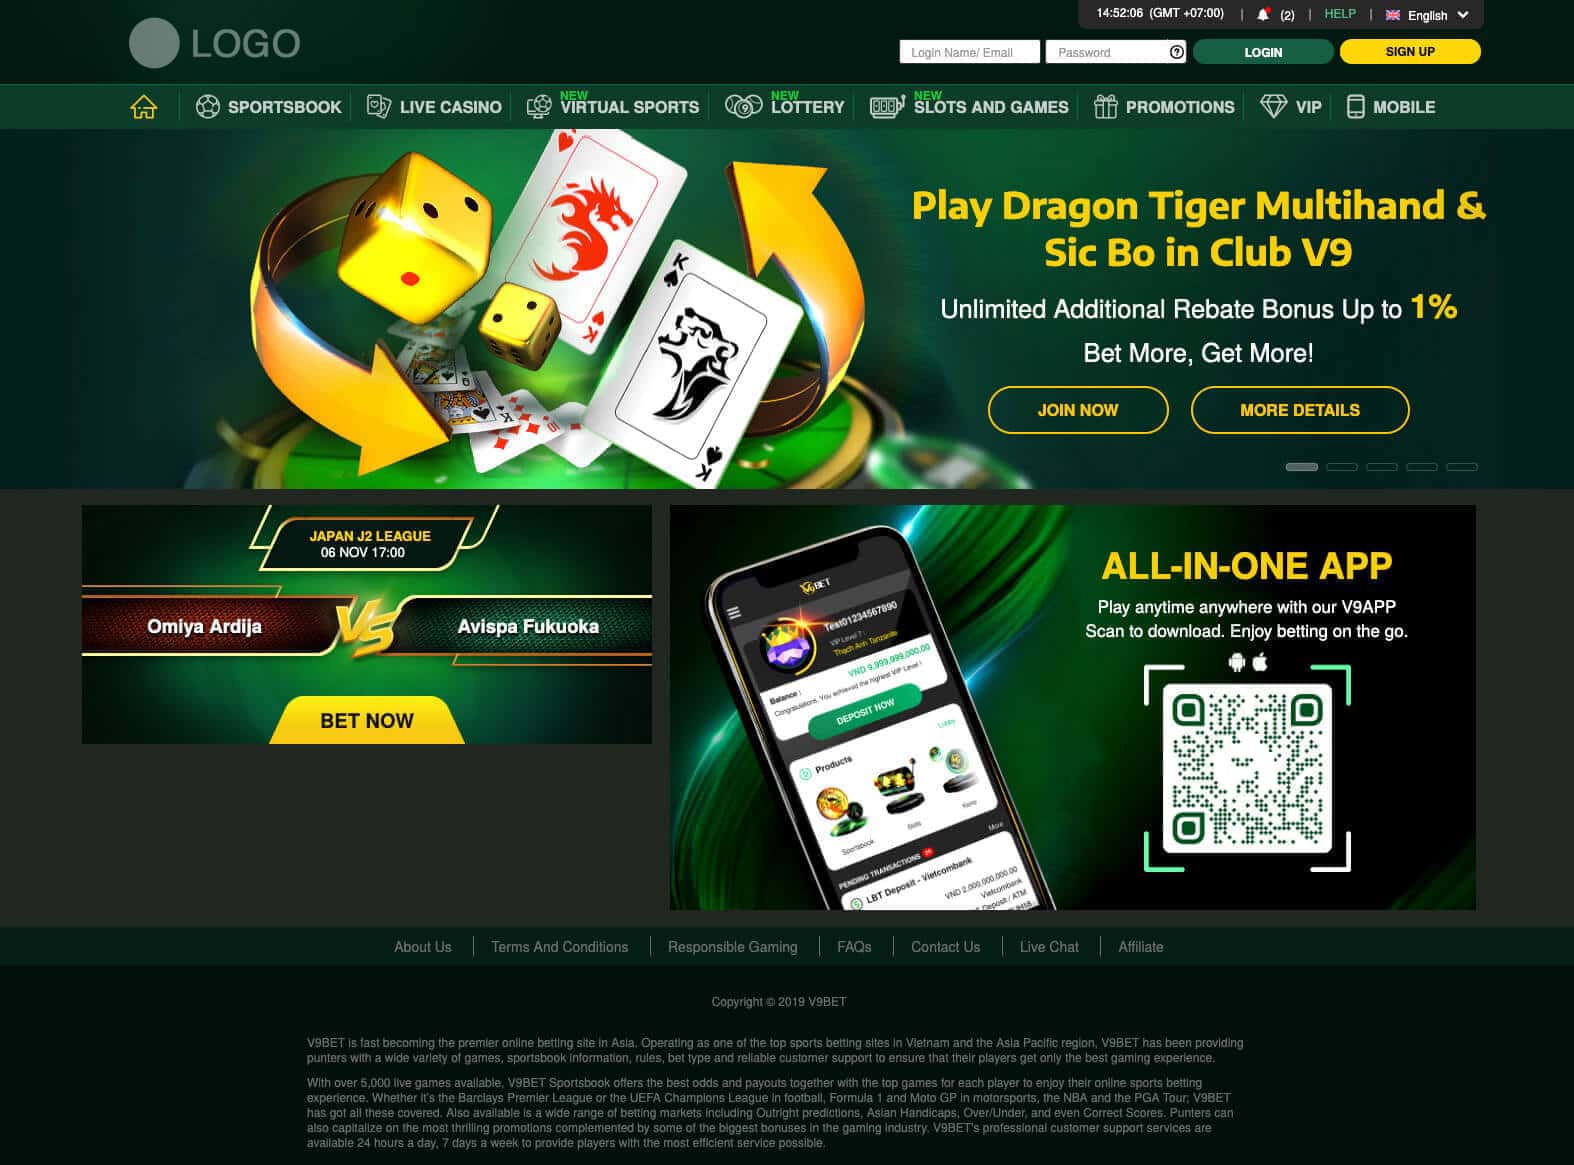 14:52:06 (GMT +07:00) | (2) | HELP | English
LOGO
Login Name/ Email
Password
LOGIN
SIGN UP
SPORTSBOOK
LIVE CASINO
NEW
VIRTUAL SPORTS
NEW
LOTTERY
NEW
SLOTS AND GAMES
PROMOTIONS
VIP
MOBILE
Play Dragon Tiger Multihand &
Sic Bo in Club V9
Unlimited Additional Rebate Bonus Up to 1%
Bet More, Get More!
JOIN NOW
MORE DETAILS
K
K
JAPAN J2 LEAGUE
06 NOV 17:00
Omiya Ardija
VS
Avispa Fukuoka
BET NOW
V9BET
Test01234567890
VIP Level 7 :
Thạch Anh Tanzanite
Balance :
VND 9,999,999,000.00
Congratulations, You achieved the highest VIP Level !
DEPOSIT NOW
Products
Lobby
Sportsbook
Slots
Keno
More
PENDING TRANSACTIONS
LBT Deposit - Vietcombank
VND 2,000,000,000.00
Vietcombank
Deposit / ATM
ALL-IN-ONE APP
Play anytime anywhere with our V9APP
Scan to download. Enjoy betting on the go.
About Us
Terms And Conditions
Responsible Gaming
FAQs
Contact Us
Live Chat
Affiliate
Copyright © 2019 V9BET
V9BET is fast becoming the premier online betting site in Asia. Operating as one of the top sports betting sites in Vietnam and the Asia Pacific region, V9BET has been providing
punters with a wide variety of games, sportsbook information, rules, bet type and reliable customer support to ensure that their players get only the best gaming experience.
With over 5,000 live games available, V9BET Sportsbook offers the best odds and payouts together with the top games for each player to enjoy their online sports betting
experience. Whether it's the Barclays Premier League or the UEFA Champions League in football, Formula 1 and Moto GP in motorsports, the NBA and the PGA Tour; V9BET
has got all these covered. Also available is a wide range of betting markets including Outright predictions, Asian Handicaps, Over/Under, and even Correct Scores. Punters can
also capitalize on the most thrilling promotions complemented by some of the biggest bonuses in the gaming industry. V9BET's professional customer support services are
available 24 hours a day, 7 days a week to provide players with the most efficient service possible.